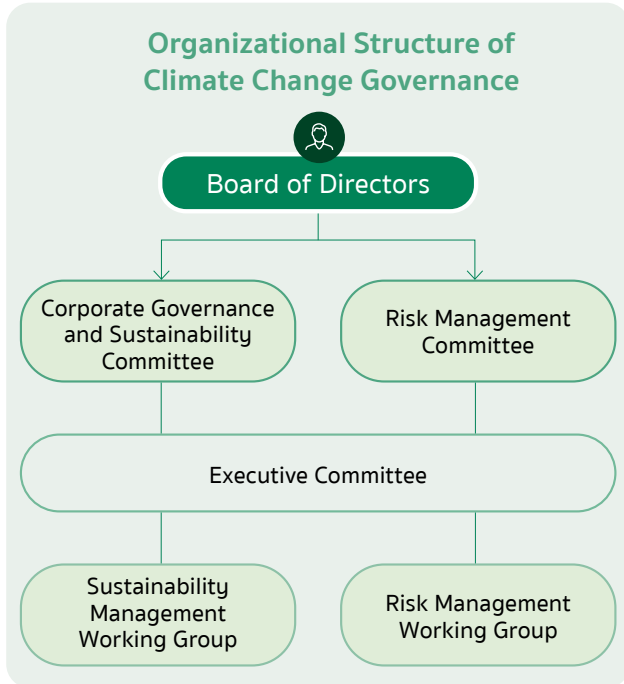 Organizational Structure of
Climate Change Governance
Board of Directors
Corporate Governance
and Sustainability
Committee
Risk Management
Committee
Executive Committee
Sustainability
Management
Working Group
Risk Management
Working Group